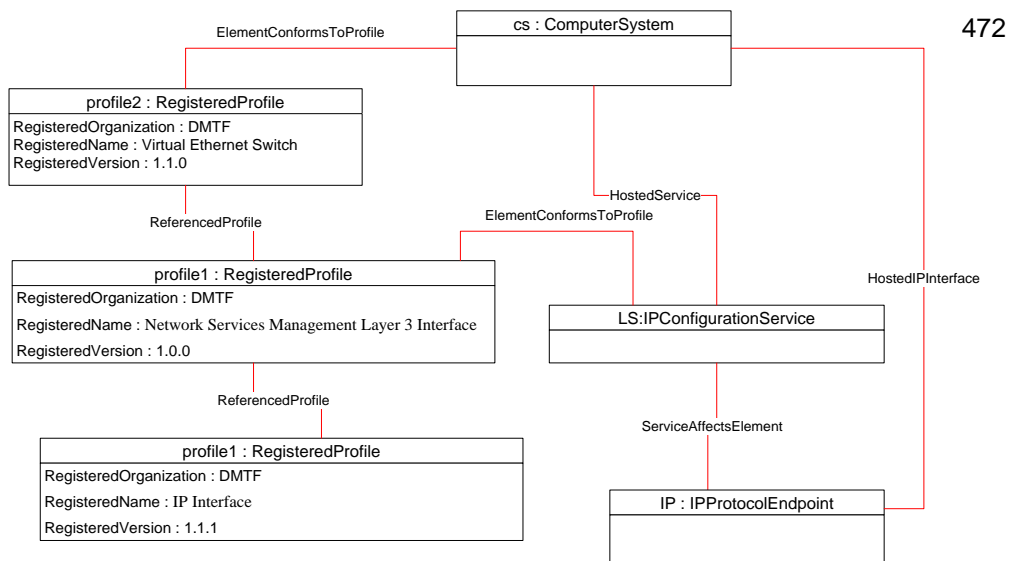 472
cs : ComputerSystem
ElementConformsToProfile
profile2 : RegisteredProfile
RegisteredOrganization : DMTF
RegisteredName : Virtual Ethernet Switch
RegisteredVersion : 1.1.0
HostedService
ReferencedProfile
ElementConformsToProfile
profile1 : RegisteredProfile
RegisteredOrganization : DMTF
RegisteredName : Network Services Management Layer 3 Interface
RegisteredVersion : 1.0.0
HostedIPInterface
LS:IPConfigurationService
ReferencedProfile
ServiceAffectsElement
profile1 : RegisteredProfile
RegisteredOrganization : DMTF
RegisteredName : IP Interface
RegisteredVersion : 1.1.1
IP : IPProtocolEndpoint